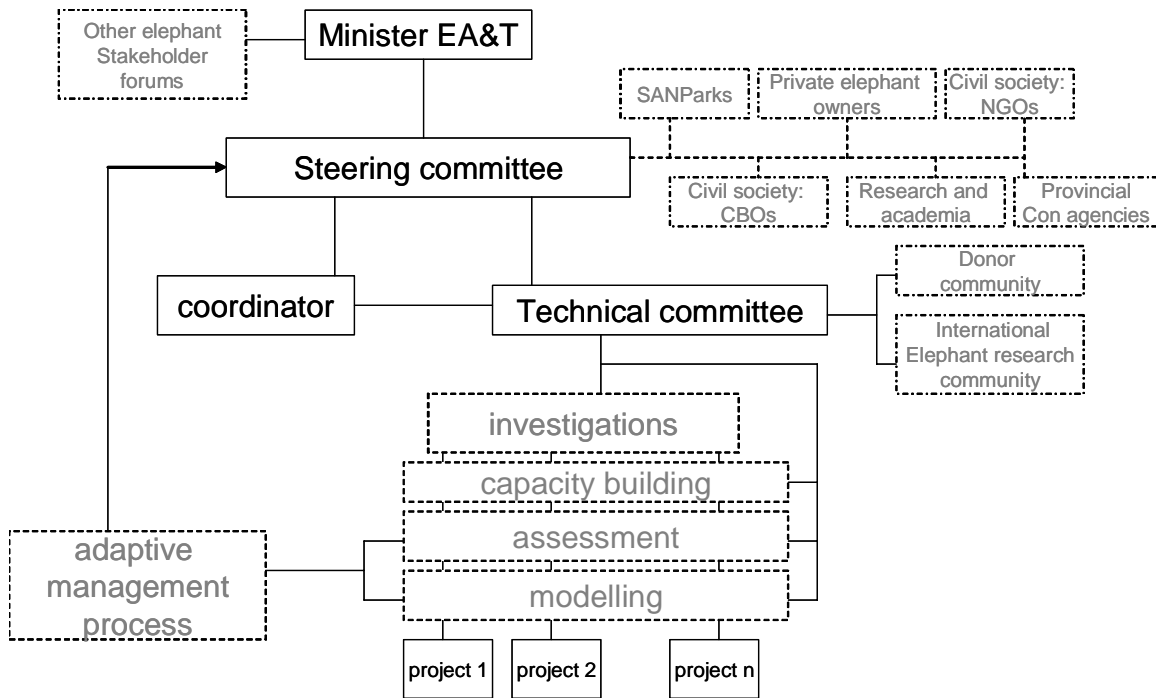 Other elephant
Stakeholder
forums
Minister EA&T
SANParks
Private elephant
owners
Civil society:
NGOs
Steering committee
Civil society:
CBOs
Research and
academia
Provincial
Con agencies
coordinator
Technical committee
Donor
community
International
Elephant research
community
investigations
capacity building
assessment
modelling
adaptive
management
process
project 1
project 2
project n